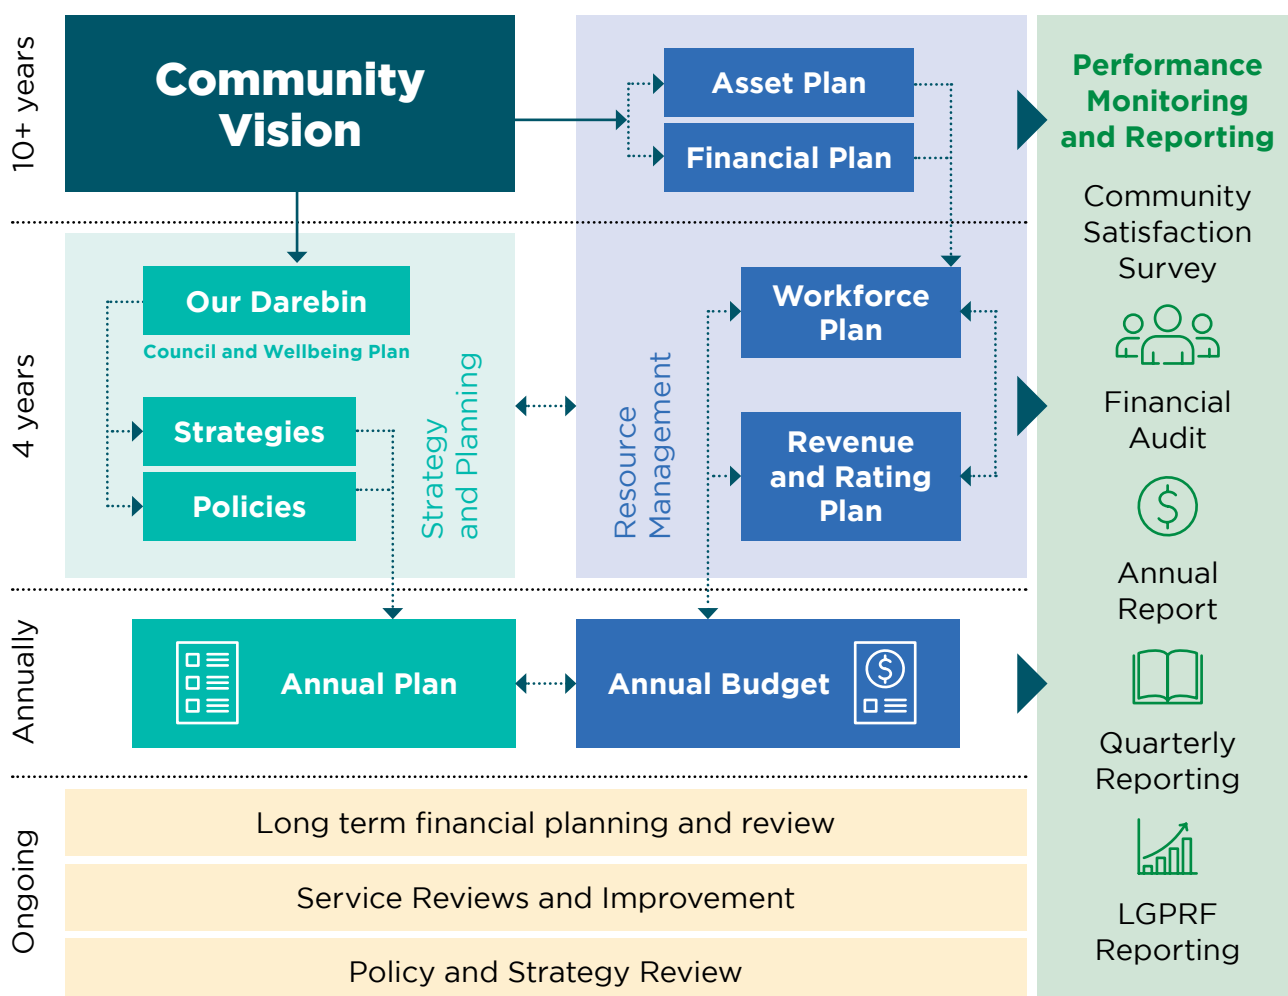 10+ years
Community
Vision
Asset Plan
Financial Plan
4 years
Our Darebin
Council and Wellbeing Plan
Strategies
Policies
Strategy
and Planning
Resource
Management
Workforce
Plan
Revenue
and Rating
Plan
Annually
Annual Plan
$
Annual Budget
Ongoing
Long term financial planning and review
Service Reviews and Improvement
Policy and Strategy Review
Performance
Monitoring
and Reporting
Community
Satisfaction
Survey
Financial
Audit
$
Annual
Report
Quarterly
Reporting
LGPRF
Reporting